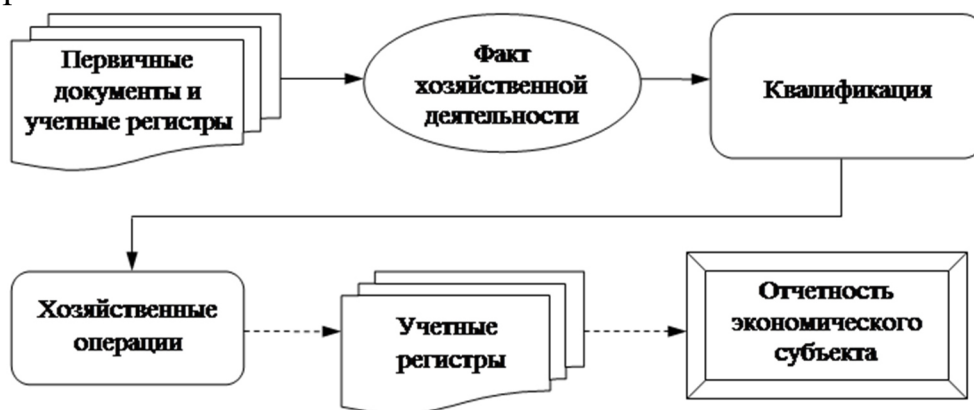 Первичные
документы и
учетные регистры
Факт
хозяйственной
деятельности
Квалификация
Хозяйственные
операции
Учетные
регистры
Отчетность
экономического
субъекта